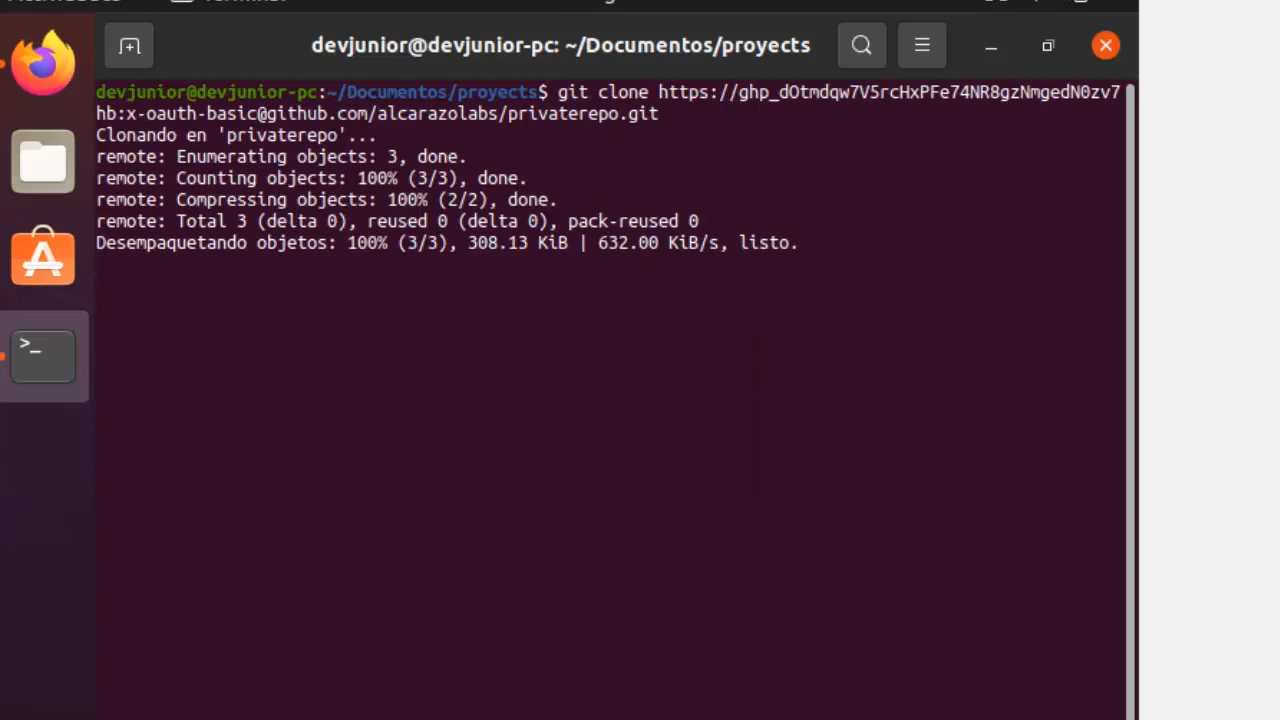 devjunior@devjunior-pc: ~/Documentos/proyects
devjunior@devjunior-pc:~/Documentos/proyects$ git clone https://ghp_dOtmdqw7V5rcHxPFe74NR8gzNmgedN0zv7
hb:x-oauth-basic@github.com/alcarazolabs/privaterepo.git
Clonando en 'privaterepo'...
remote: Enumerating objects: 3, done.
remote: Counting objects: 100% (3/3), done.
remote: Compressing objects: 100% (2/2), done.
remote: Total 3 (delta 0), reused 0 (delta 0), pack-reused 0
Desempaquetando objetos: 100% (3/3), 308.13 KiB | 632.00 KiB/s, listo.